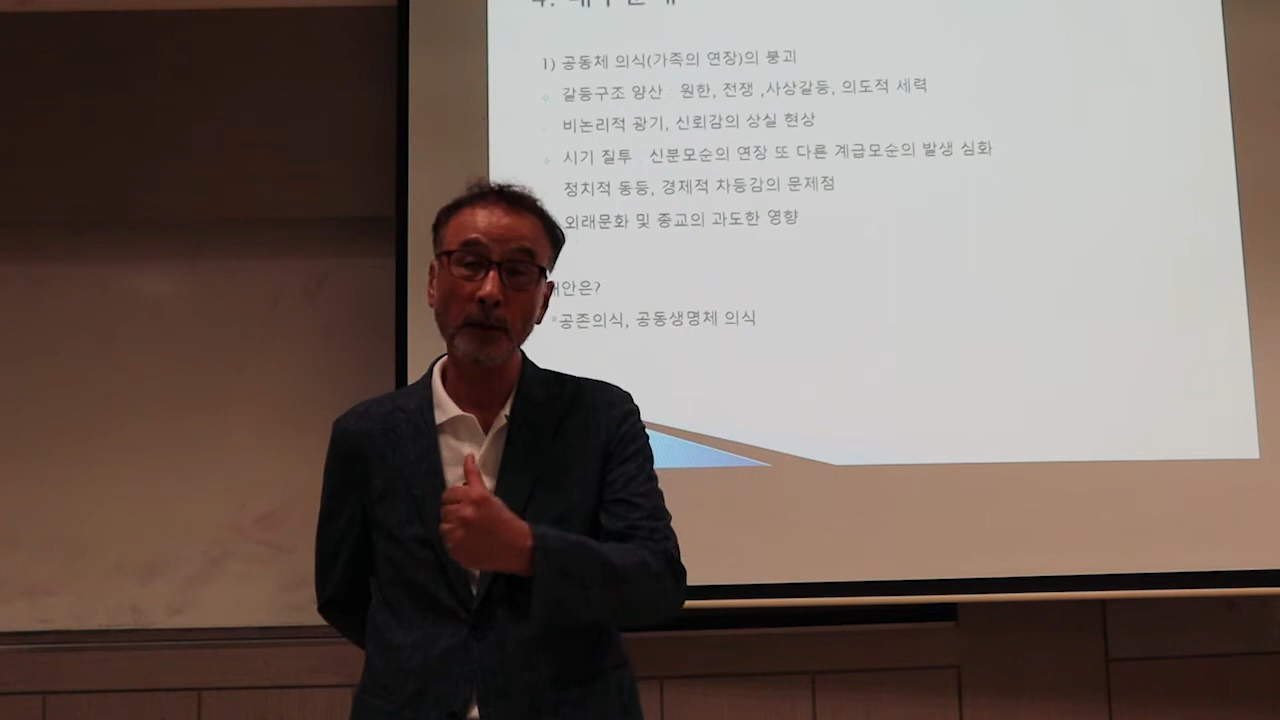 1) 공동체 의식(가족의 연장)의 붕괴
갈등구조 양산 : 원한, 전쟁 ,사상갈등, 의도적 세력
비논리적 광기, 신뢰감의 상실 현상
시기 질투 : 신분모순의 연장 또 다른 계급모순의 발생 심화
정치적 동등, 경제적 차등감의 문제점
외래문화 및 종교의 과도한 영향
대안은?
*공존의식, 공동생명체 의식